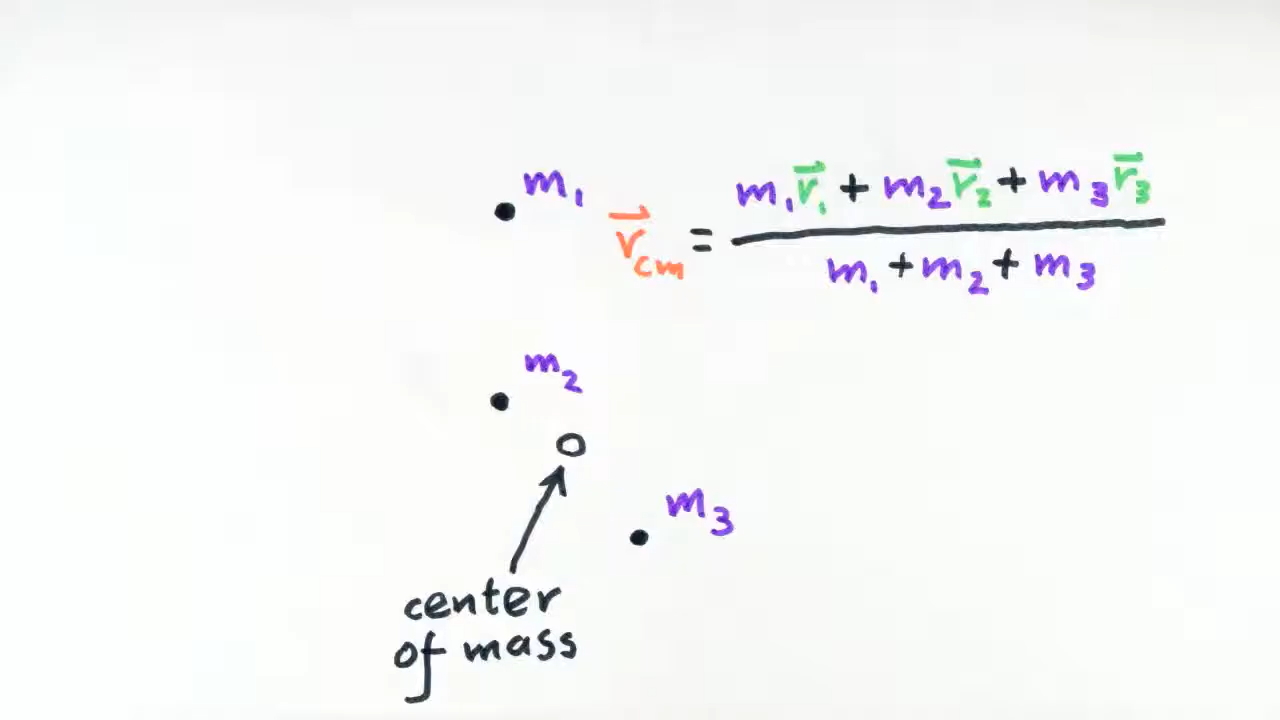 m₁
r⃗cm = (m₁r⃗₁ + m₂r⃗₂ + m₃r⃗₃) / (m₁ + m₂ + m₃)
m₂
m₃
center
of mass